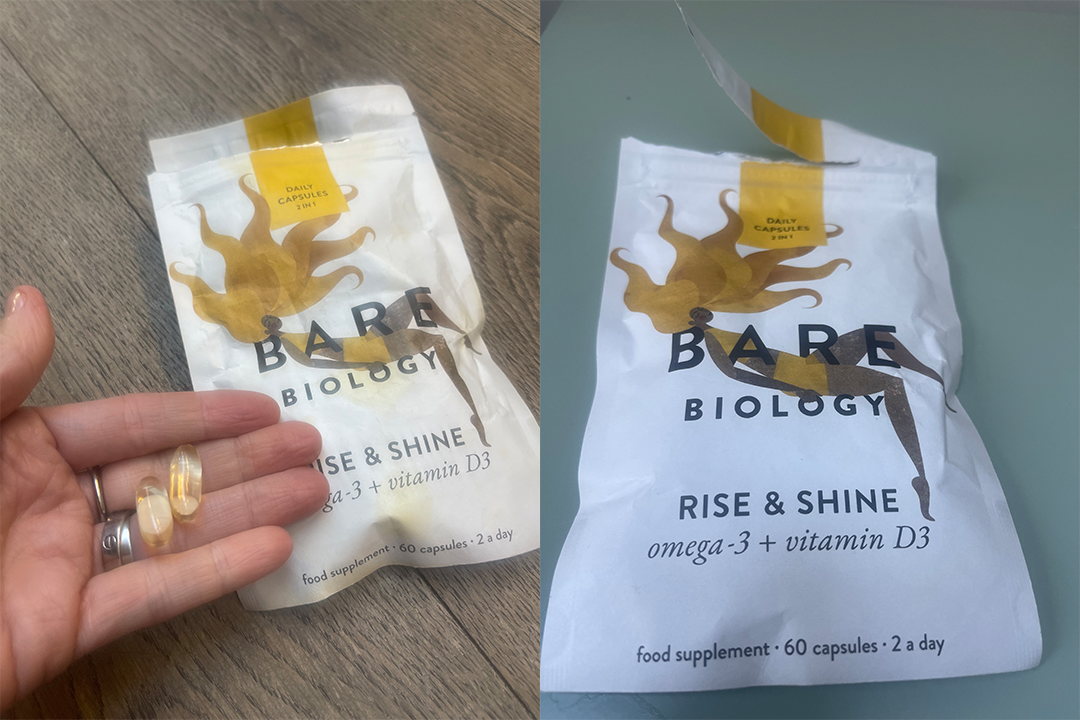 DAILY
CAPSULES
2 IN 1
BARE
BIOLOGY
ISE & SHINE
ga-3 + vitamin D3
food supplement · 60 capsules · 2 a day
DAILY
CAPSULES
2 IN 1
BARE
BIOLOGY
RISE & SHINE
omega-3 + vitamin D3
food supplement · 60 capsules · 2 a day